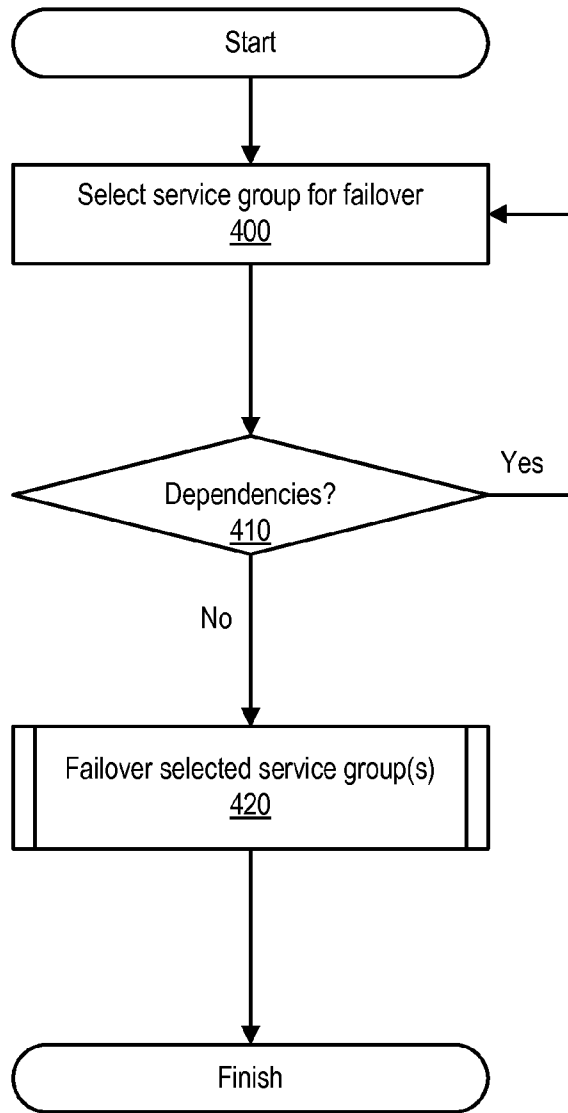 Start
Select service group for failover
400
Dependencies?
410
Yes
No
Failover selected service group(s)
420
Finish